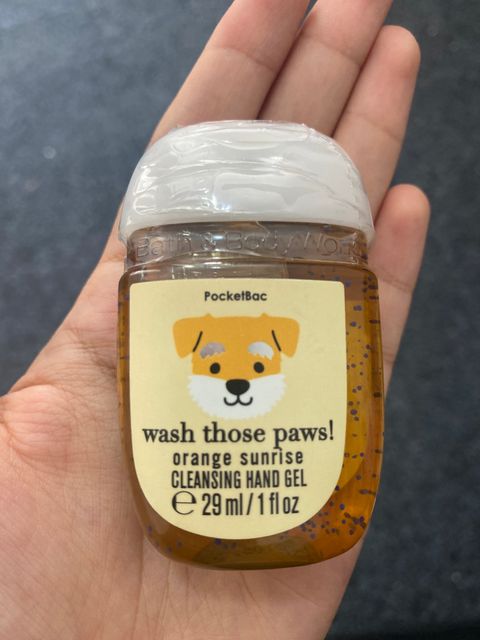 Bath & Body Works
PocketBac
wash those paws!
orange sunrise
CLEANSING HAND GEL
℮ 29 ml/1 fl oz